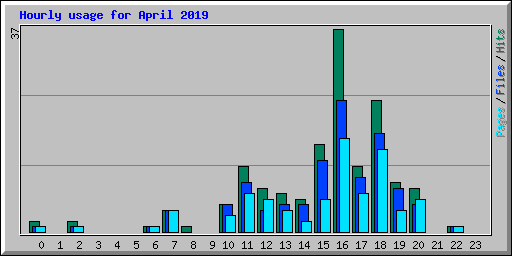 Hourly usage for April 2019
37
Pages / Files / Hits
0 1 2 3 4 5 6 7 8 9 10 11 12 13 14 15 16 17 18 19 20 21 22 23